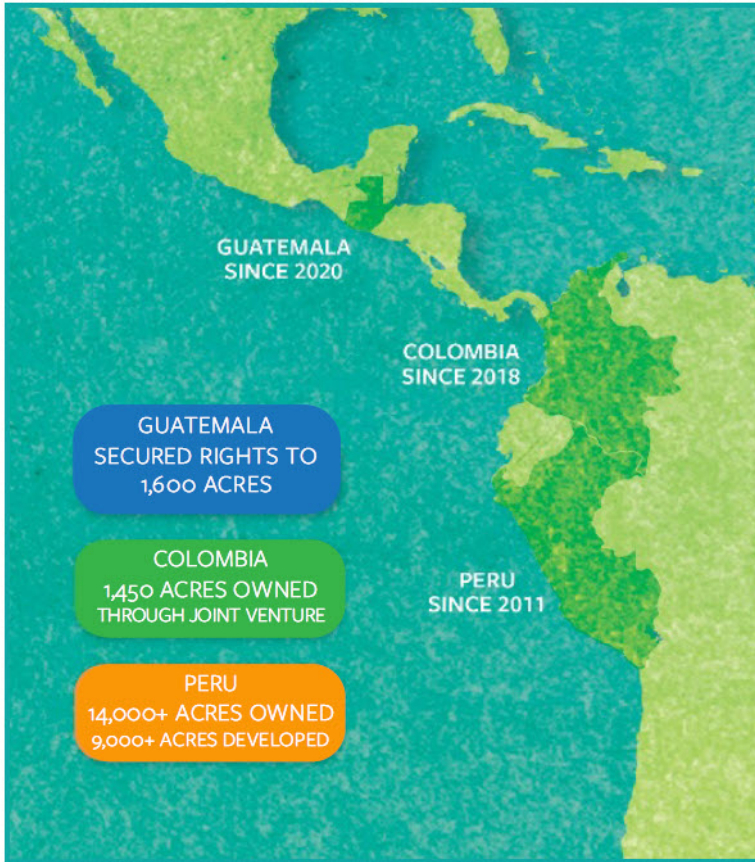 GUATEMALA
SINCE 2020
COLOMBIA
SINCE 2018
GUATEMALA
SECURED RIGHTS TO
1,600 ACRES
COLOMBIA
1,450 ACRES OWNED
THROUGH JOINT VENTURE
PERU
SINCE 2011
PERU
14,000+ ACRES OWNED
9,000+ ACRES DEVELOPED